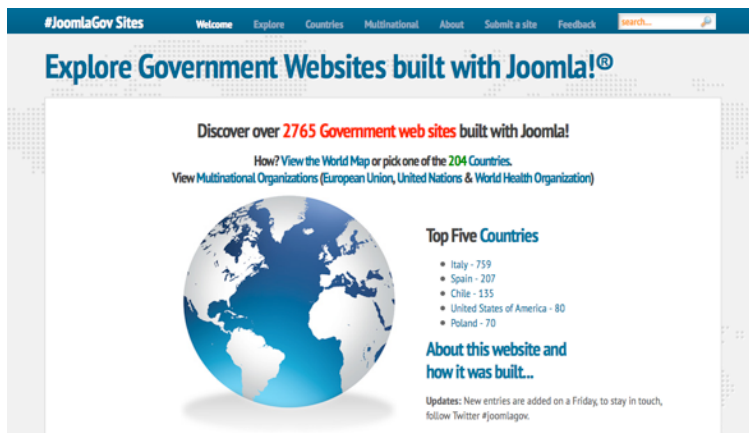 #JoomlaGov Sites Welcome Explore Countries Multinational About Submit a site Feedback search...
Explore Government Websites built with Joomla!®
Discover over 2765 Government web sites built with Joomla!
How? View the World Map or pick one of the 204 Countries.
View Multinational Organizations (European Union, United Nations & World Health Organization)
Top Five Countries
• Italy - 759
• Spain - 207
• Chile - 135
• United States of America - 80
• Poland - 70
About this website and
how it was built...
Updates: New entries are added on a Friday, to stay in touch,
follow Twitter #joomlagov.